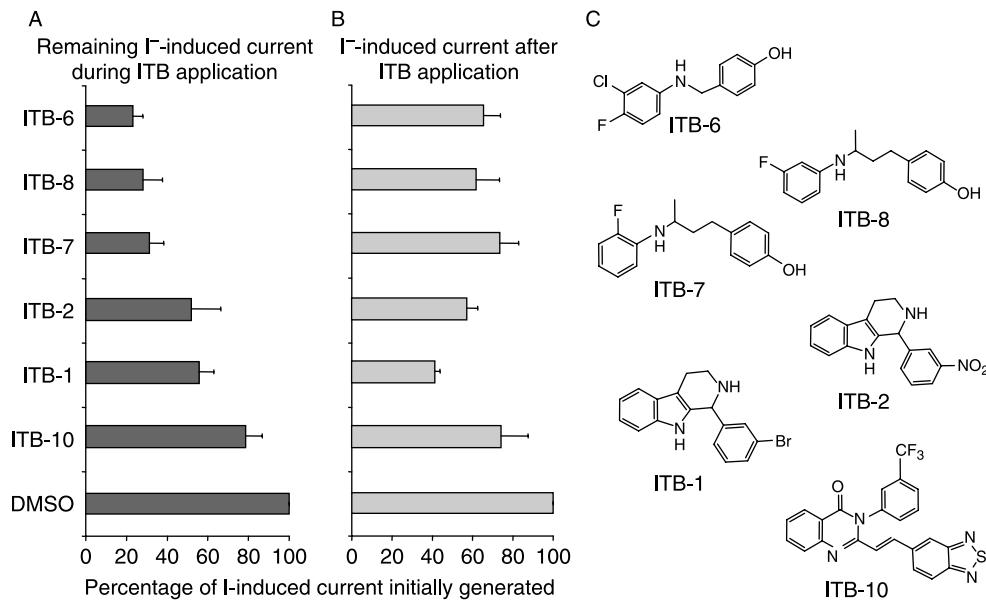 A
Remaining I⁻-induced current
during ITB application
ITB-6
ITB-8
ITB-7
ITB-2
ITB-1
ITB-10
DMSO
0 20 40 60 80 100
B
I⁻-induced current after
ITB application
0 20 40 60 80 100
Percentage of I-induced current initially generated
C
OH
H
N
Cl
F
ITB-6
F
N
H
OH
ITB-8
F
N
H
OH
ITB-7
NH
N
H
NO₂
ITB-2
NH
N
H
Br
ITB-1
CF₃
O
N
N
N
S
N
ITB-10